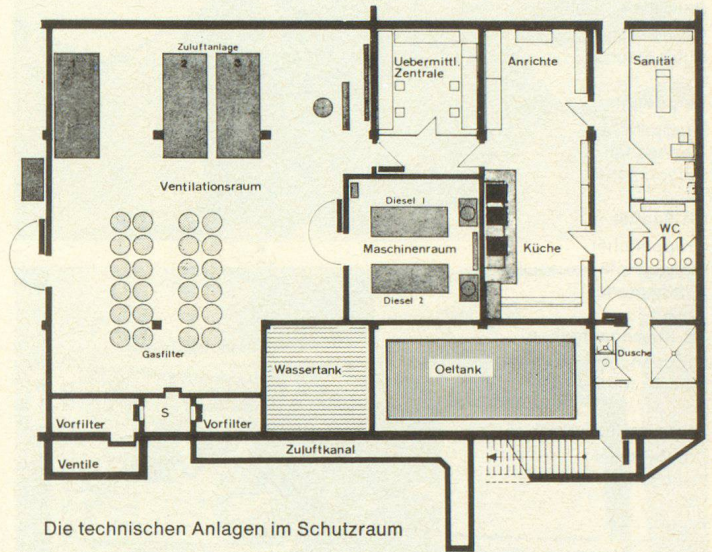 Zuluftanlage
1
2
3
Uebermittl.
Zentrale
Anrichte
Sanität
Ventilationsraum
Diesel 1
Maschinenraum
Diesel 2
Küche
WC
Gasfilter
Wassertank
Oeltank
Dusche
Vorfilter
S
Vorfilter
Ventile
Zuluftkanal
Die technischen Anlagen im Schutzraum